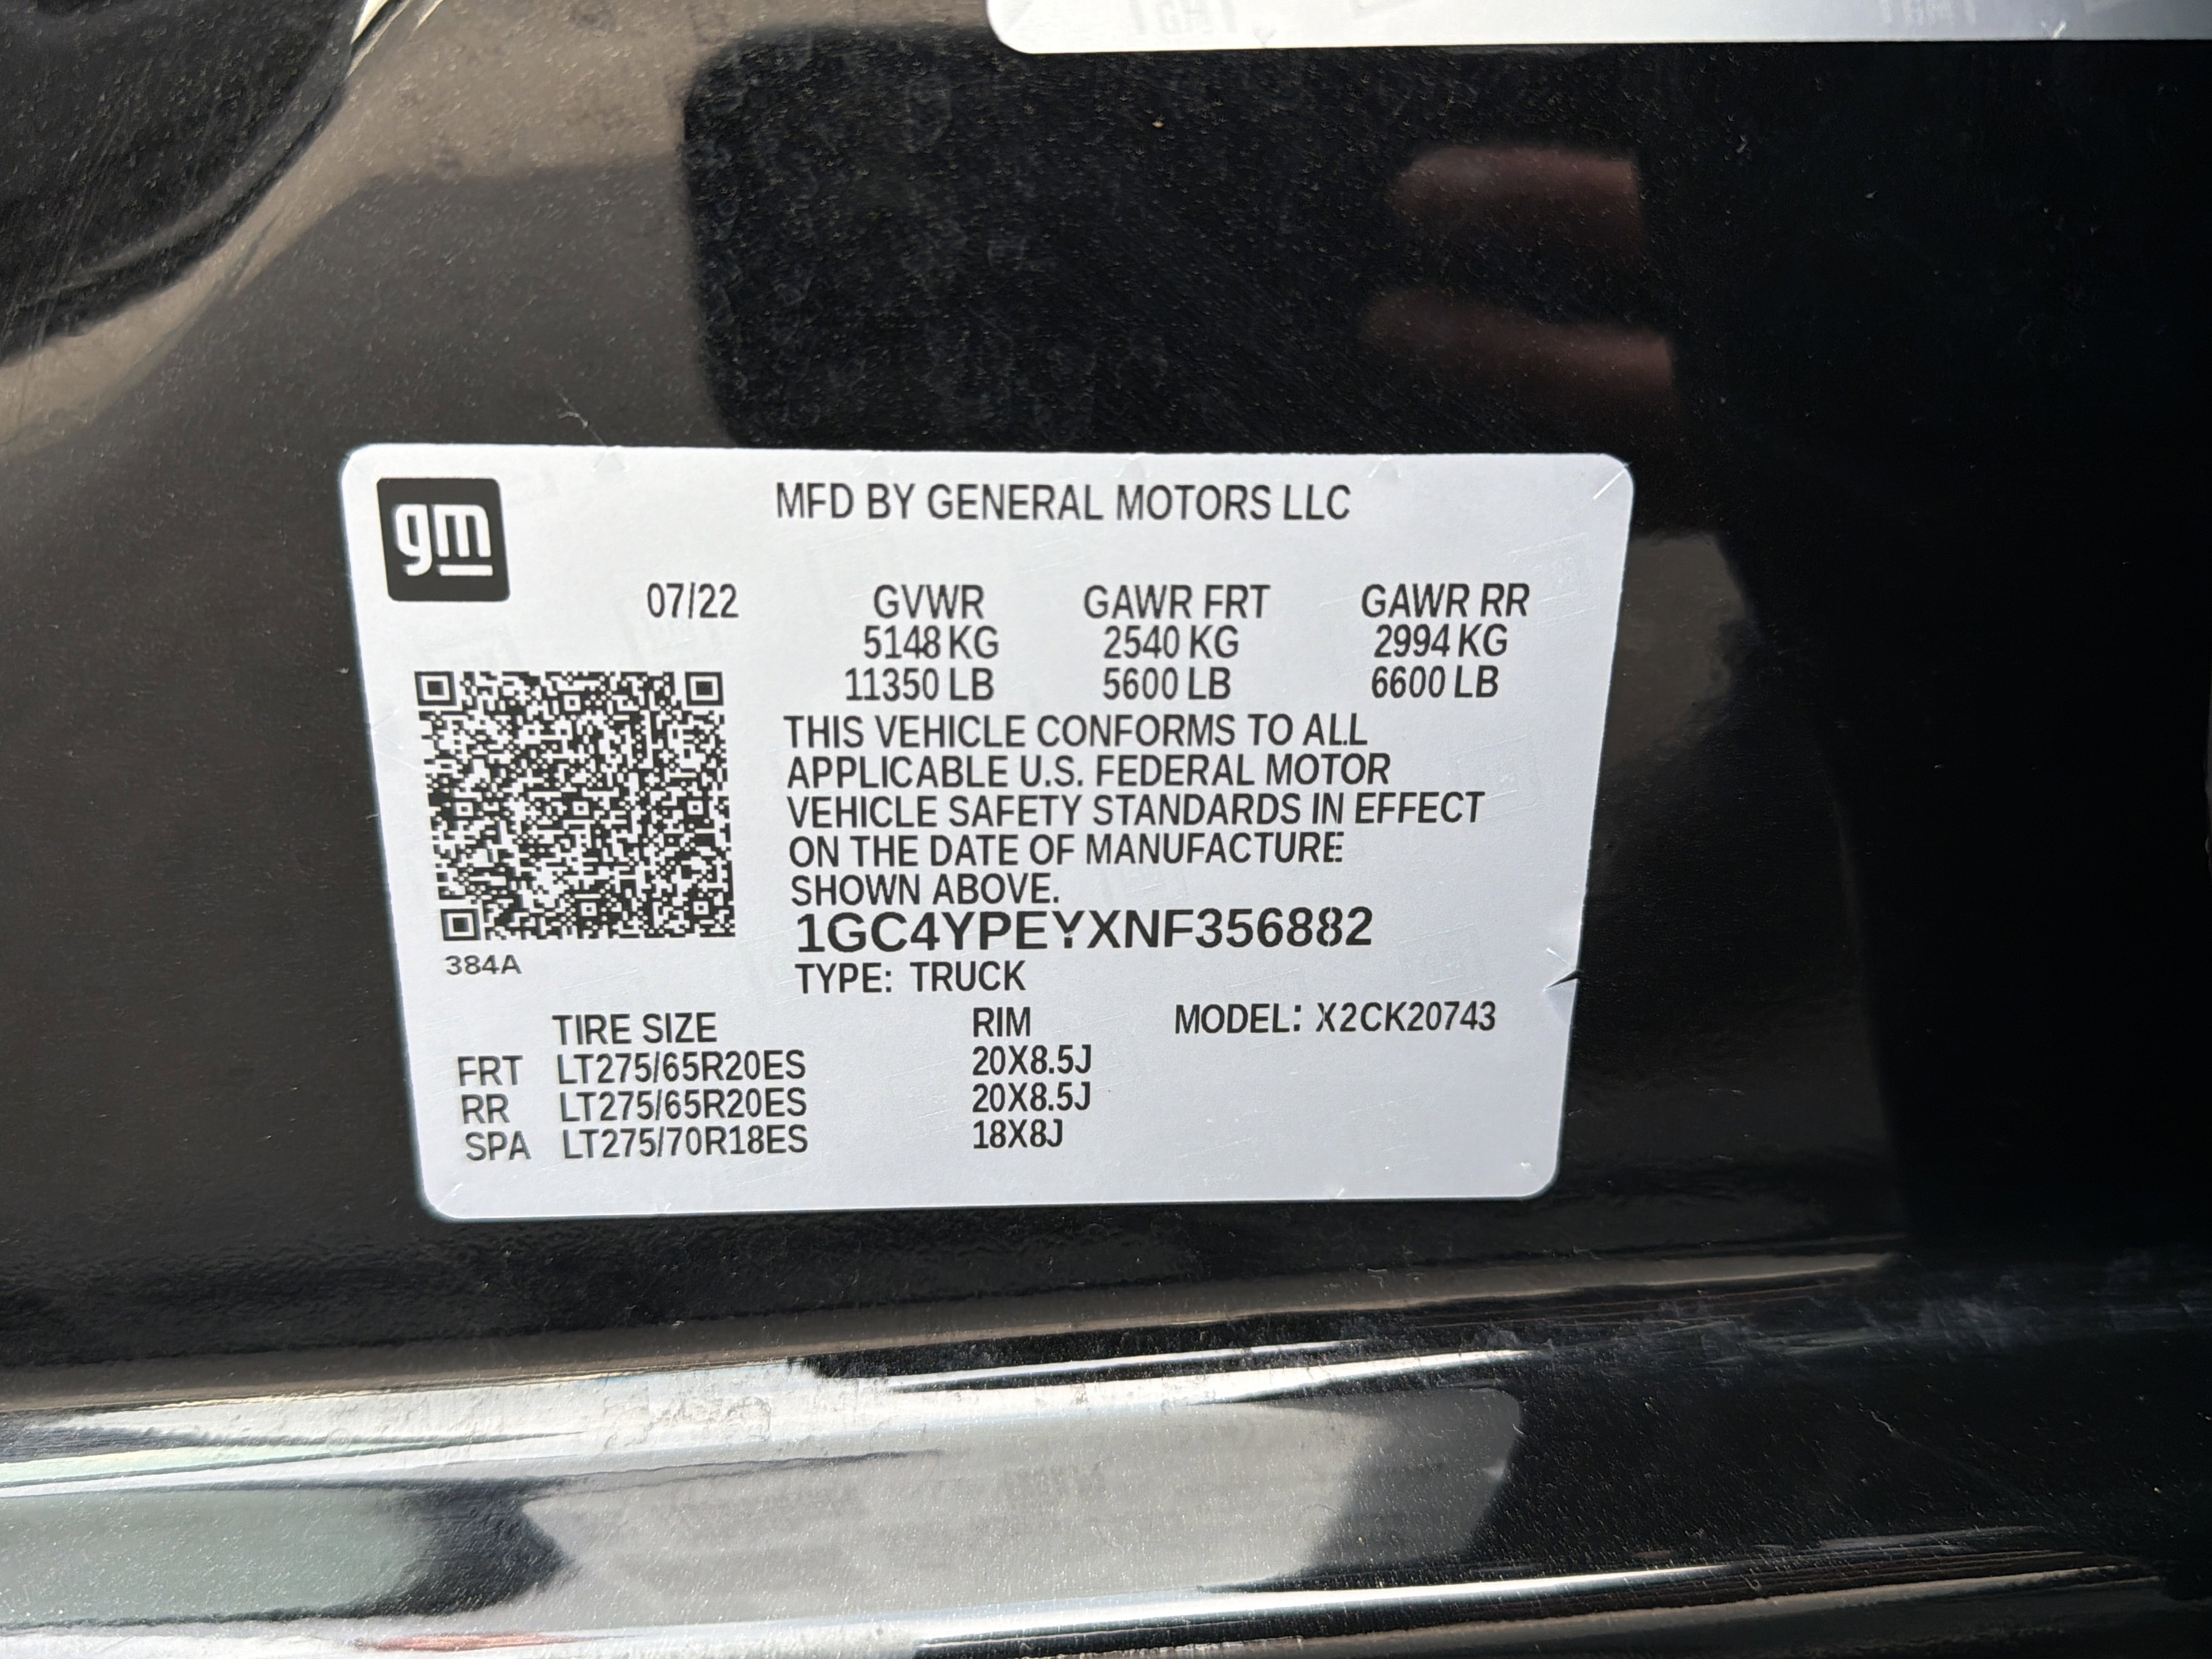 gm
MFD BY GENERAL MOTORS LLC
07/22 GVWR GAWR FRT GAWR RR
5148 KG 2540 KG 2994 KG
11350 LB 5600 LB 6600 LB
THIS VEHICLE CONFORMS TO ALL
APPLICABLE U.S. FEDERAL MOTOR
VEHICLE SAFETY STANDARDS IN EFFECT
ON THE DATE OF MANUFACTURE
SHOWN ABOVE.
1GC4YPEYXNF356882
384A
TYPE: TRUCK
TIRE SIZE RIM MODEL: X2CK20743
FRT LT275/65R20ES 20X8.5J
RR LT275/65R20ES 20X8.5J
SPA LT275/70R18ES 18X8J